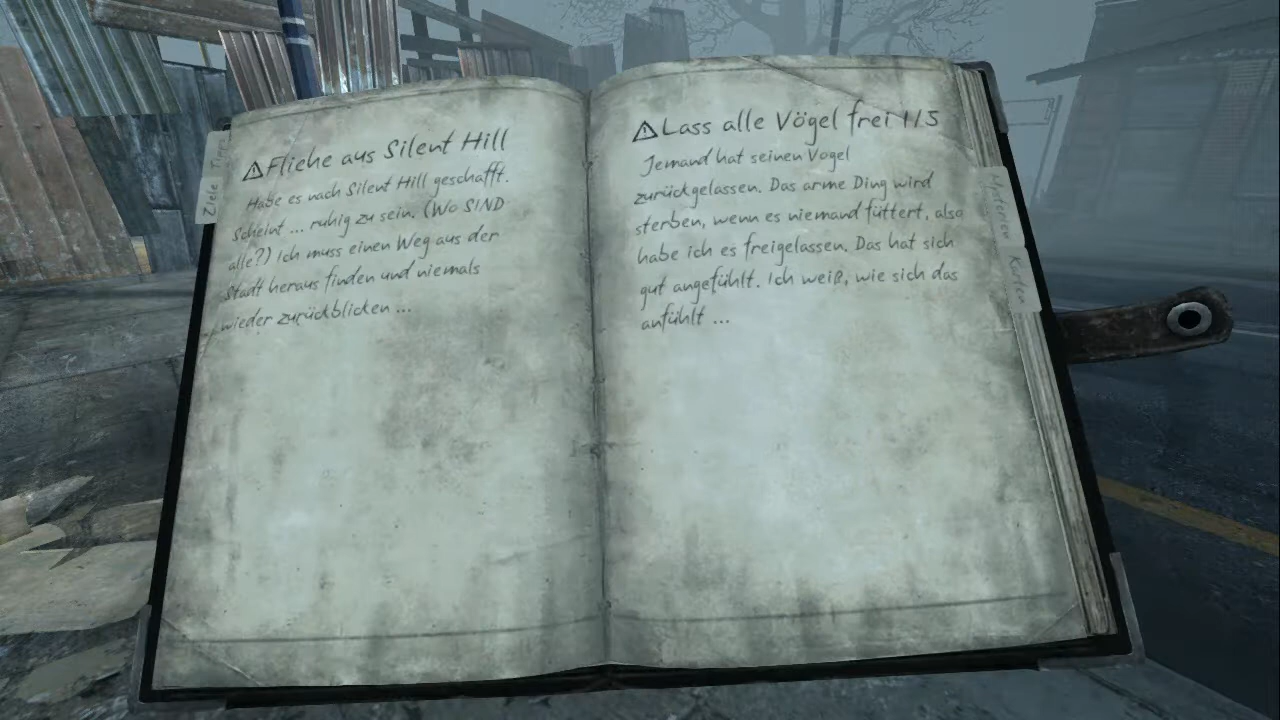 Ziele
Fliehe aus Silent Hill
Habe es nach Silent Hill geschafft.
Scheint ... ruhig zu sein. (Wo SIND
alle?) Ich muss einen Weg aus der
Stadt heraus finden und niemals
wieder zurückblicken ...
Lass alle Vögel frei 1/5
Jemand hat seinen Vogel
zurückgelassen. Das arme Ding wird
sterben, wenn es niemand füttert, also
habe ich es freigelassen. Das hat sich
gut angefühlt. Ich weiß, wie sich das
anfühlt ...
Karten